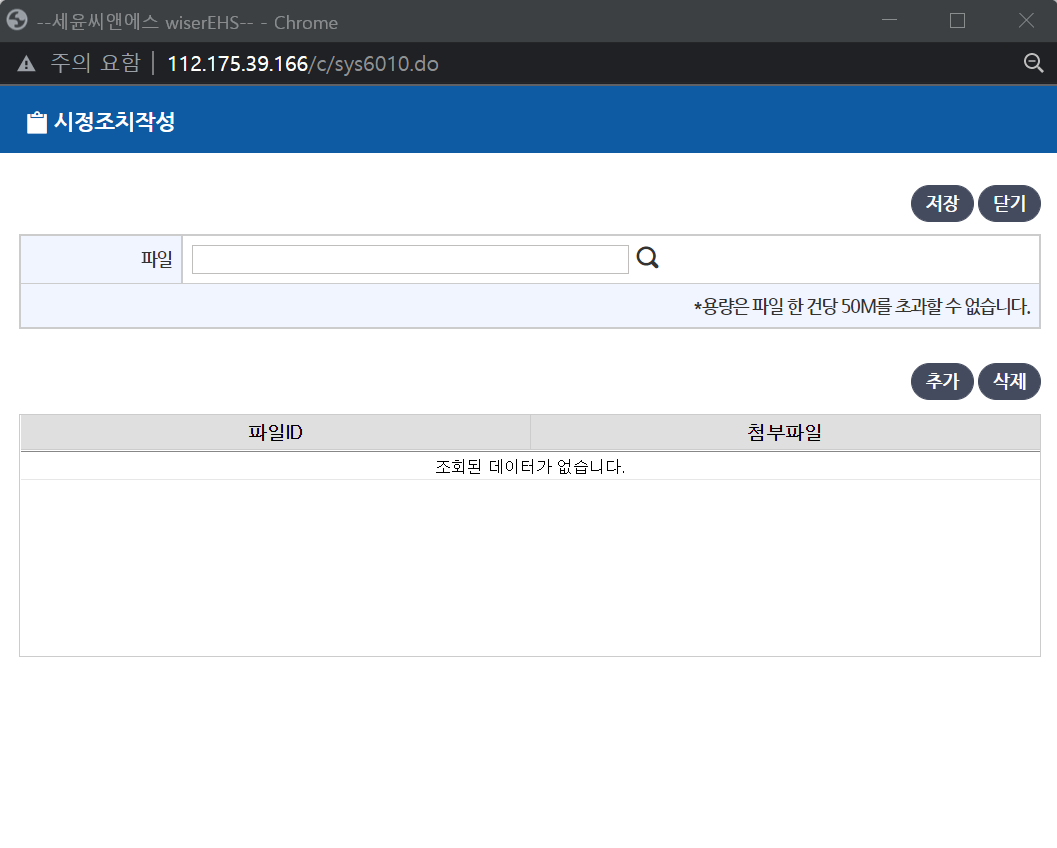 --세윤씨앤에스 wiserEHS-- - Chrome
주의 요함 | 112.175.39.166/c/sys6010.do
시정조치작성
저장 닫기
파일
*용량은 파일 한 건당 50M를 초과할 수 없습니다.
추가 삭제
파일ID 첨부파일
조회된 데이터가 없습니다.